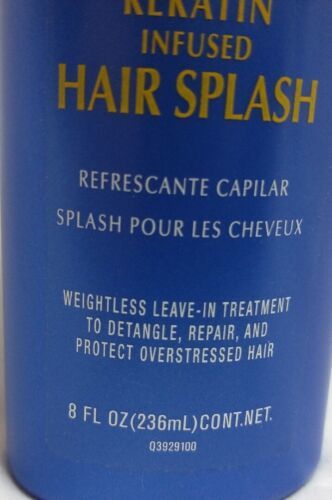 KERATIN
INFUSED
HAIR SPLASH
REFRESCANTE CAPILAR
SPLASH POUR LES CHEVEUX
WEIGHTLESS LEAVE-IN TREATMENT
TO DETANGLE, REPAIR, AND
PROTECT OVERSTRESSED HAIR
8 FL OZ(236mL)CONT.NET.
Q3929100